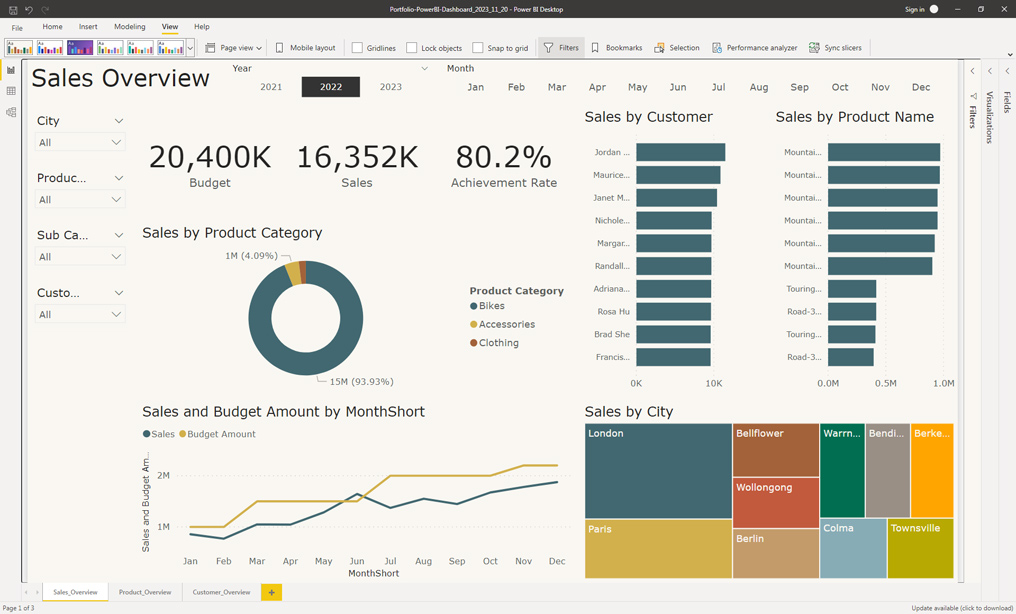 Portfolio-PowerBI-Dashboard_2023_11_20 - Power BI Desktop
Sign in
File Home Insert Modeling View Help
Aa Aa Aa Aa Aa Aa
Page view
Mobile layout
Gridlines
Lock objects
Snap to grid
Filters
Bookmarks
Selection
Performance analyzer
Sync slicers
Sales Overview
Year
2021 2022 2023
Month
Jan Feb Mar Apr May Jun Jul Aug Sep Oct Nov Dec
Filters
Visualizations
Fields
City
All
Produc...
All
Sub Ca...
All
Custo...
All
20,400K
Budget
16,352K
Sales
80.2%
Achievement Rate
Sales by Product Category
1M (4.09%)
15M (93.93%)
Product Category
Bikes
Accessories
Clothing
Sales by Customer
Jordan ...
Maurice...
Janet M...
Nichole...
Margar...
Randall...
Adriana...
Rosa Hu
Brad She
Francis...
0K 10K
Sales by Product Name
Mountai...
Mountai...
Mountai...
Mountai...
Mountai...
Mountai...
Touring...
Road-3...
Touring...
Road-3...
0.0M 0.5M 1.0M
Sales and Budget Amount by MonthShort
Sales Budget Amount
Sales and Budget Am...
2M
1M
Jan Feb Mar Apr May Jun Jul Aug Sep Oct Nov Dec
MonthShort
Sales by City
London
Paris
Bellflower
Wollongong
Berlin
Warrn...
Bendi...
Berke...
Colma
Townsville
Sales_Overview Product_Overview Customer_Overview +
Page 1 of 3
Update available (click to download)